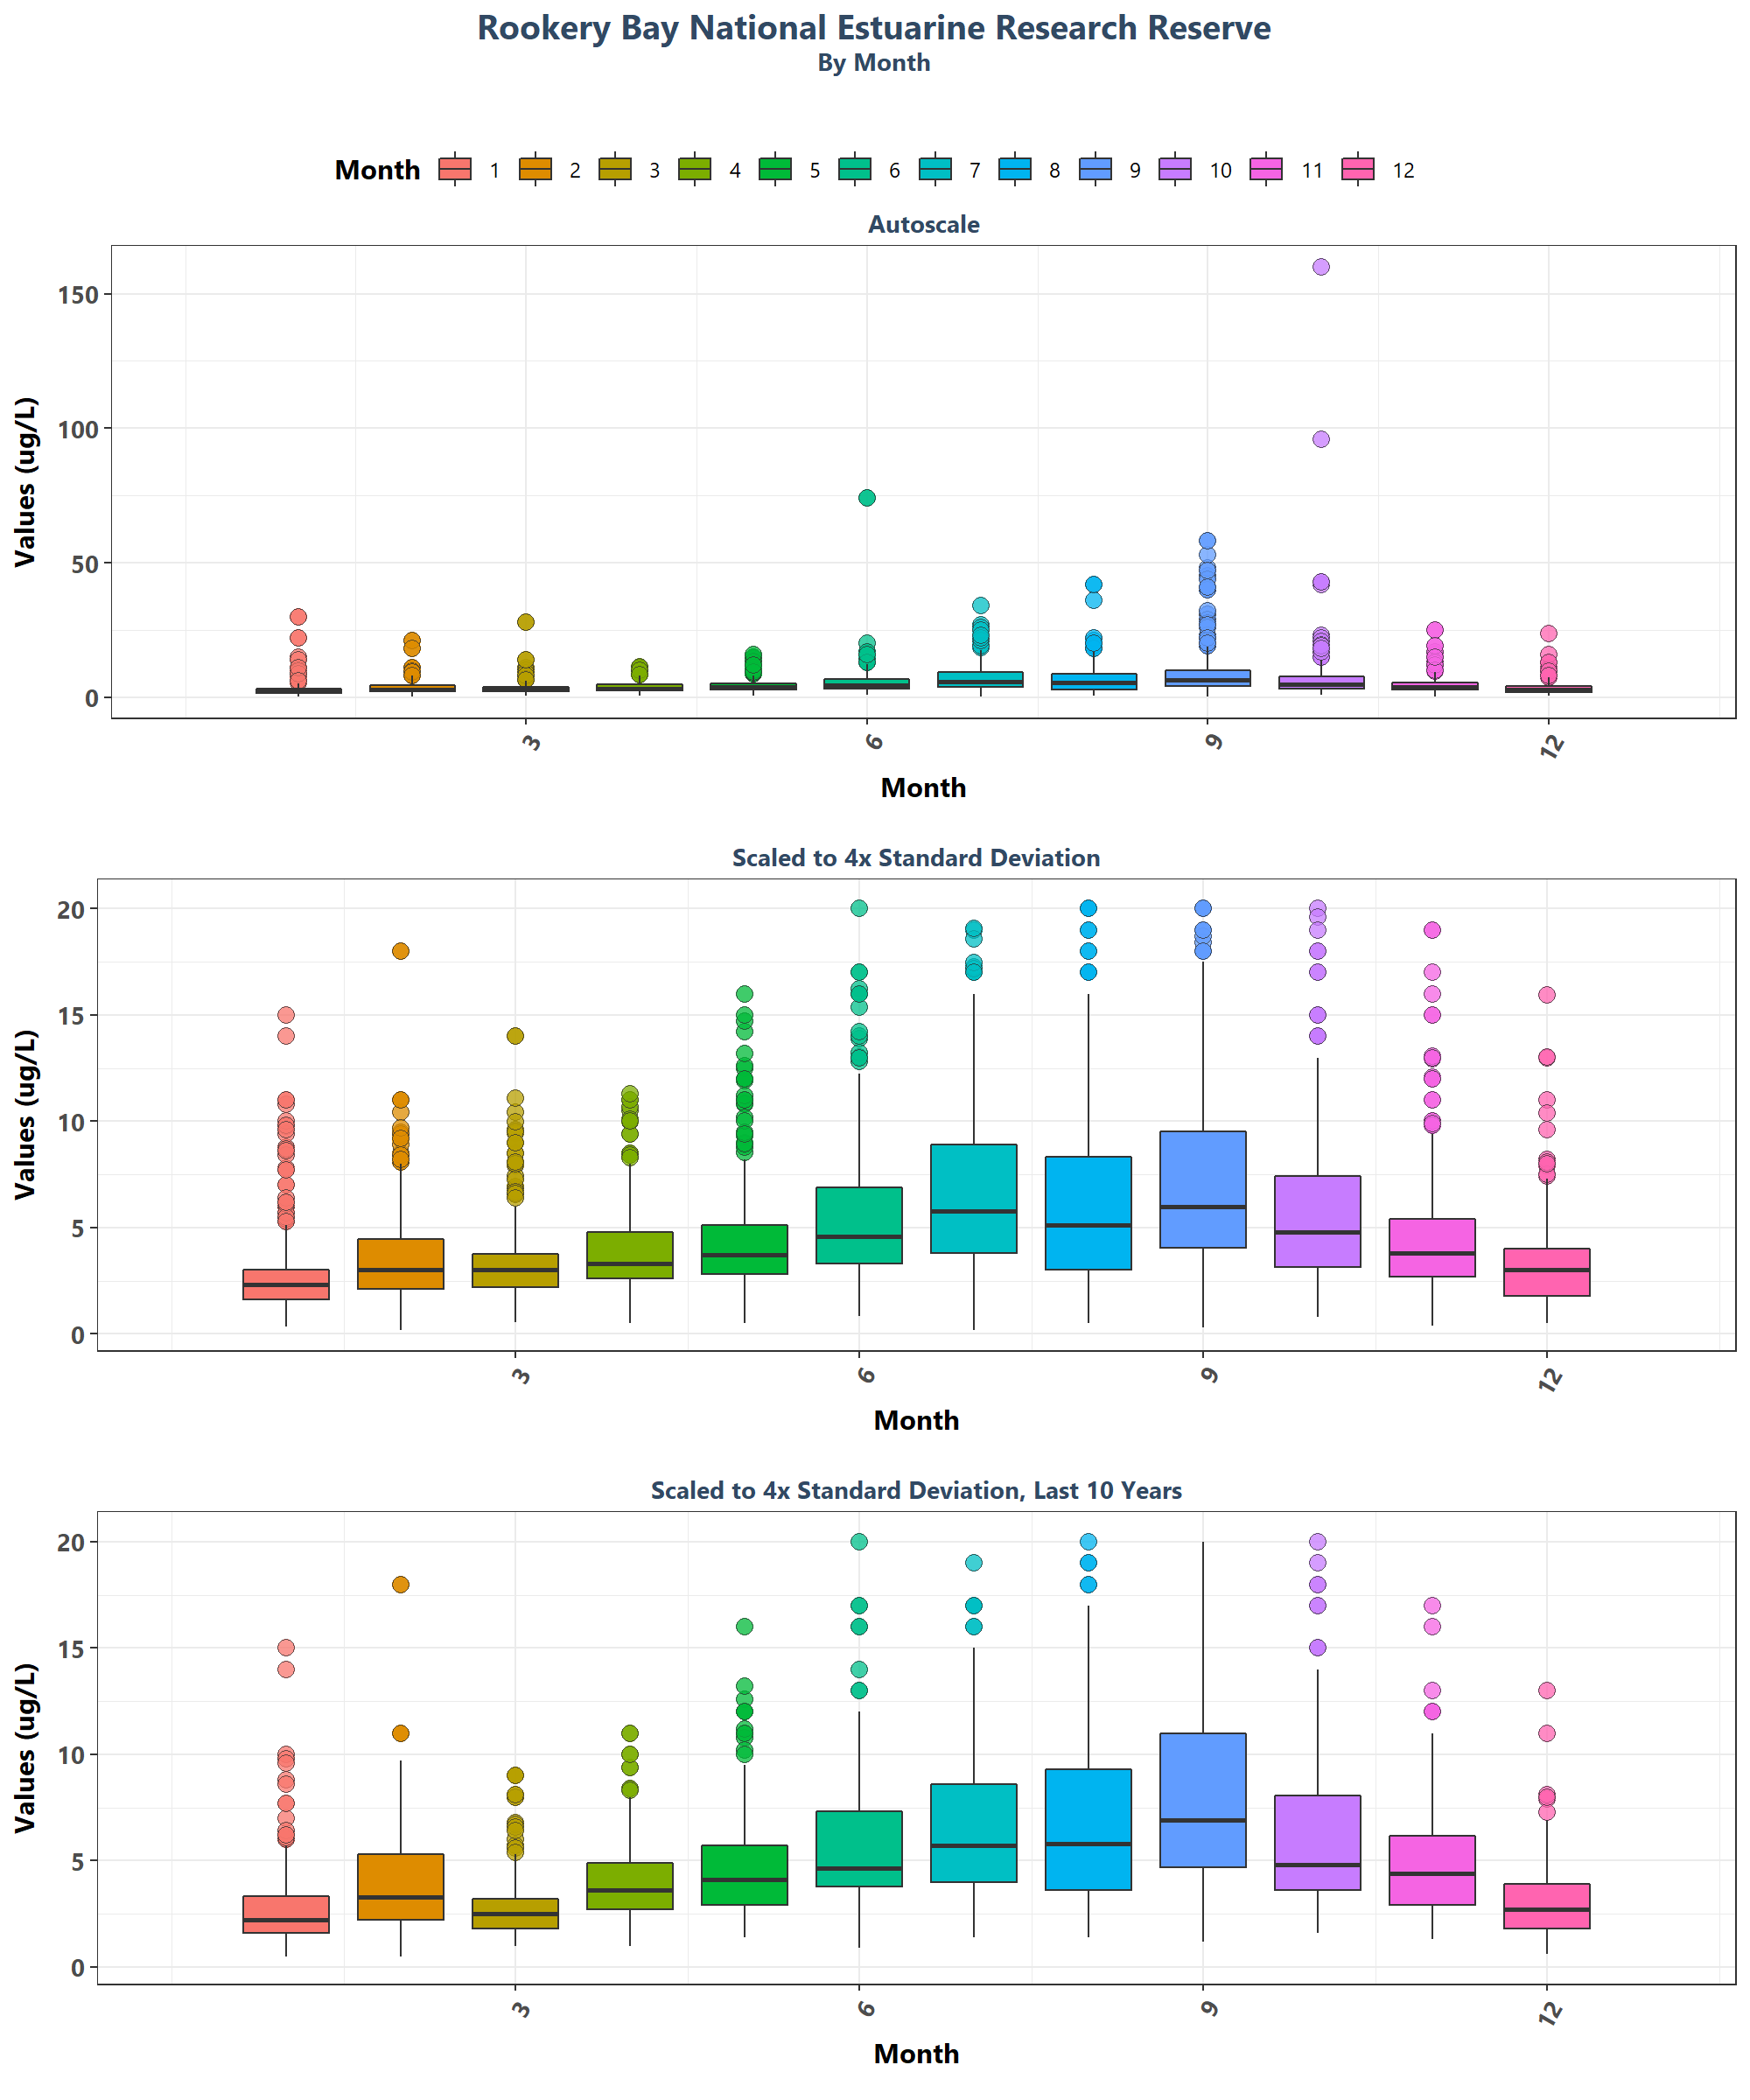 Rookery Bay National Estuarine Research Reserve
By Month
Month 1 2 3 4 5 6 7 8 9 10 11 12
Autoscale
Values (ug/L)
150
100
50
0
3 6 9 12
Month
Scaled to 4x Standard Deviation
Values (ug/L)
20
15
10
5
0
3 6 9 12
Month
Scaled to 4x Standard Deviation, Last 10 Years
Values (ug/L)
20
15
10
5
0
3 6 9 12
Month